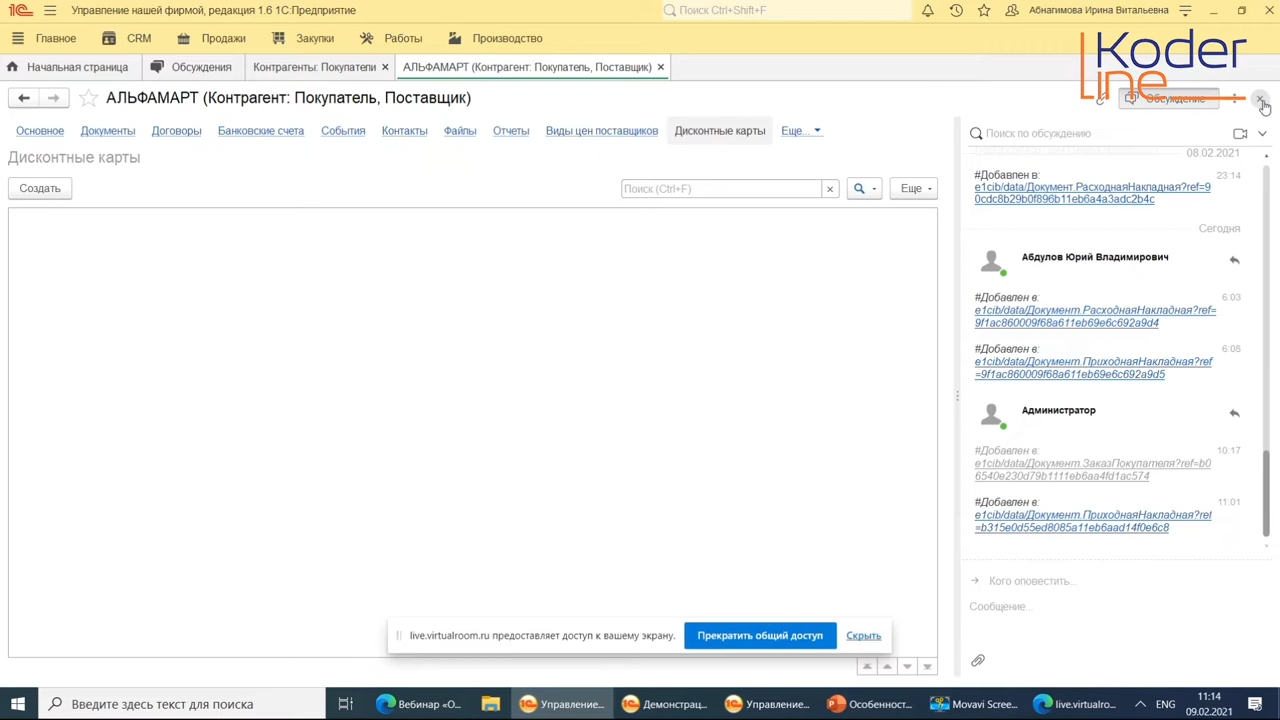 Управление нашей фирмой, редакция 1.6 1С:Предприятие
Поиск Ctrl+Shift+F
Абнагимова Ирина Витальевна
Главное
CRM
Продажи
Закупки
Работы
Производство
Koder
line
Начальная страница
Обсуждения
Контрагенты: Покупатели
АЛЬФАМАРТ (Контрагент: Покупатель, Поставщик)
АЛЬФАМАРТ (Контрагент: Покупатель, Поставщик)
Обсуждение
Основное
Документы
Договоры
Банковские счета
События
Контакты
Файлы
Отчеты
Виды цен поставщиков
Дисконтные карты
Еще...
Дисконтные карты
Создать
Поиск (Ctrl+F)
Еще
Поиск по обсуждению
08.02.2021
#Добавлен в: 23:14
e1cib/data/Документ.РасходнаяНакладная?ref=9
0cdc8b29b0f896b11eb6a4a3adc2b4c
Сегодня
Абдулов Юрий Владимирович
#Добавлен в: 6:03
e1cib/data/Документ.РасходнаяНакладная?ref=
9f1ac860009f68a611eb69e6c692a9d4
#Добавлен в: 6:08
e1cib/data/Документ.ПриходнаяНакладная?ref
=9f1ac860009f68a611eb69e6c692a9d5
Администратор
#Добавлен в: 10:17
e1cib/data/Документ.ЗаказПокупателя?ref=b0
6540e230d79b1111eb6aa4fd1ac574
#Добавлен в: 11:01
e1cib/data/Документ.ПриходнаяНакладная?ref
=b315e0d55ed8085a11eb6aad14f0e6c8
Кого оповестить...
Сообщение...
live.virtualroom.ru предоставляет доступ к вашему экрану.
Прекратить общий доступ
Скрыть
Введите здесь текст для поиска
Вебинар «О...
Управление...
Демонстрац...
Управление...
Особенност...
Movavi Scree...
live.virtualro...
ENG
11:14
09.02.2021